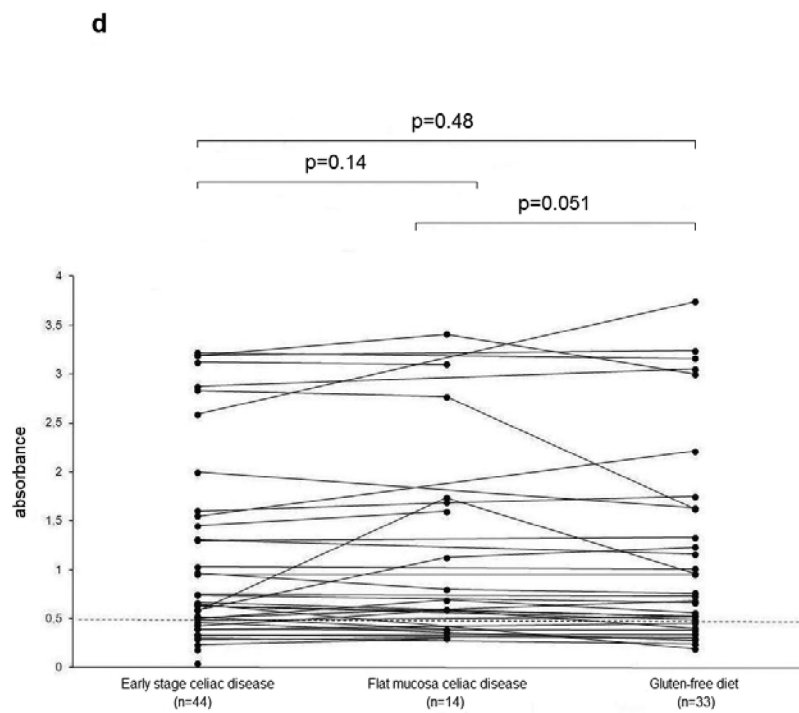 d
p=0.48
p=0.14
p=0.051
4
3,5
3
2,5
2
1,5
1
0,5
0
absorbance
Early stage celiac disease
(n=44)
Flat mucosa celiac disease
(n=14)
Gluten-free diet
(n=33)